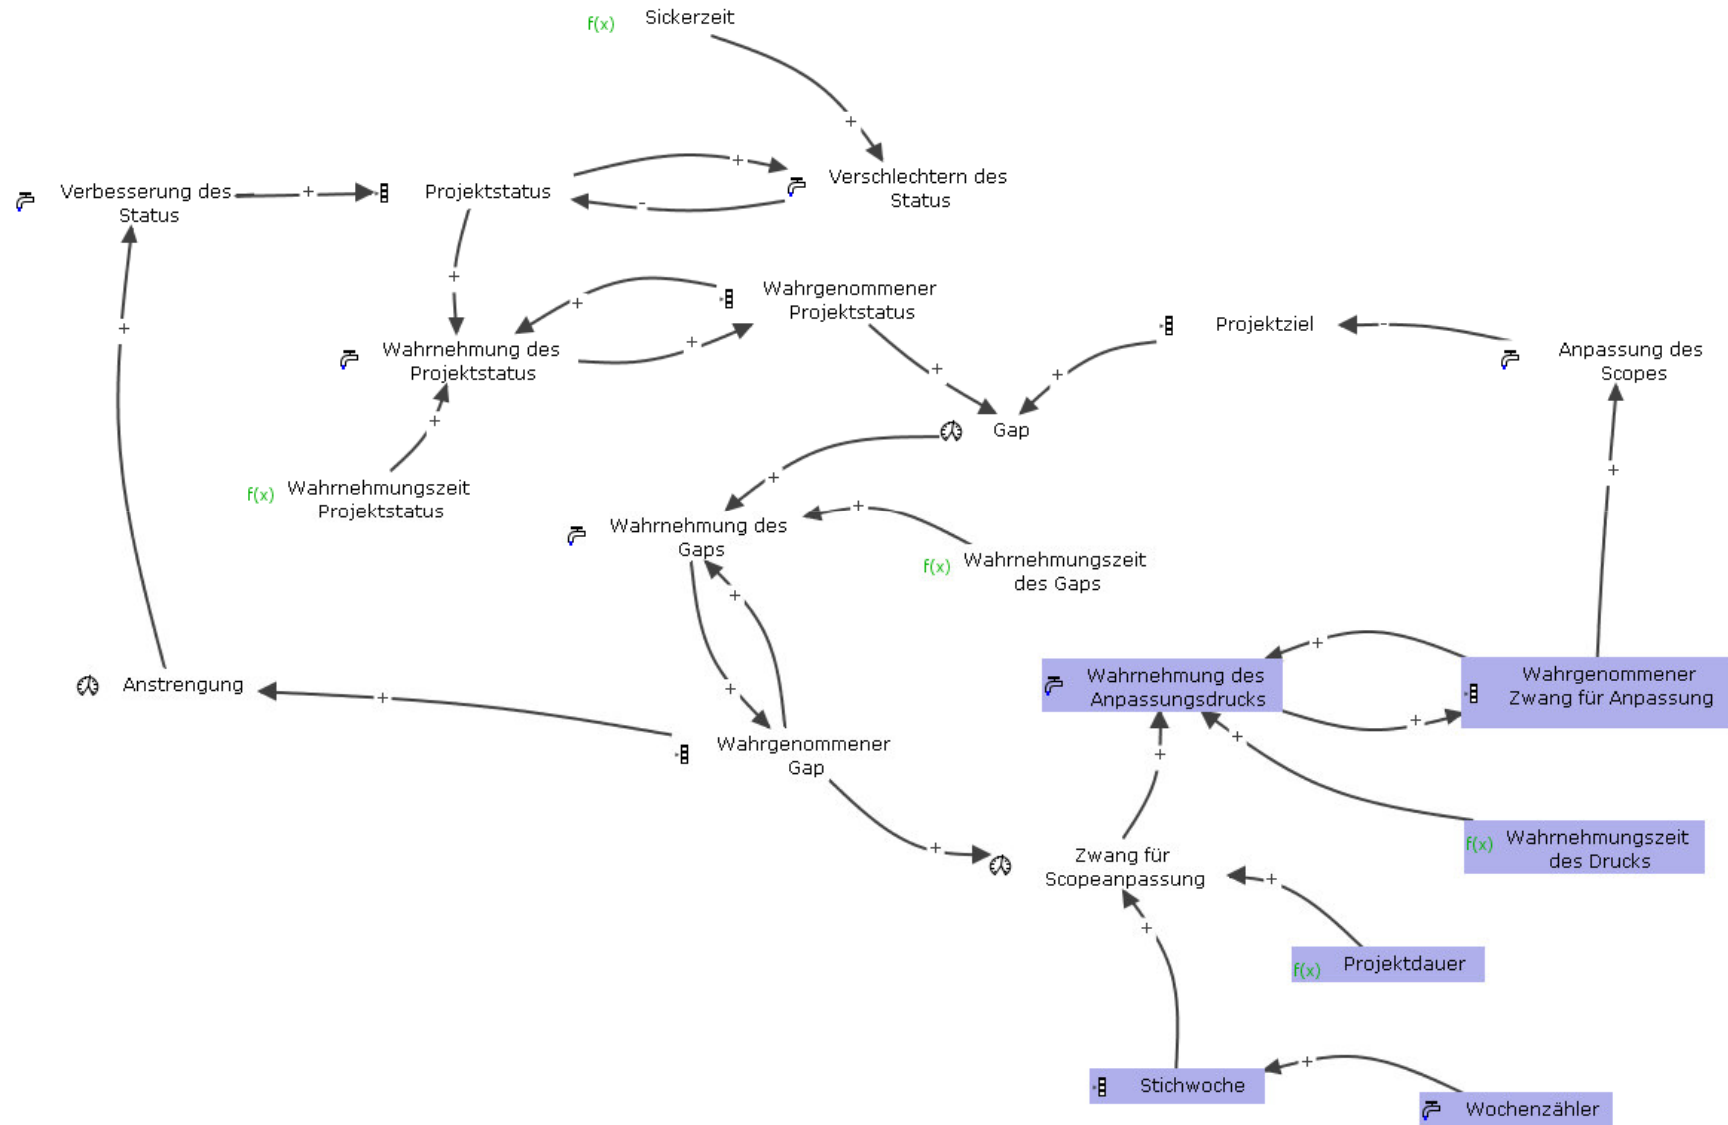 f(x) Sickerzeit
+
Verbesserung des
Status
+
Projektstatus
+
-
Verschlechtern des
Status
+
+
+
Wahrgenommener
Projektstatus
Wahrnehmung des
Projektstatus
+
+
f(x) Wahrnehmungszeit
Projektstatus
+
+
Projektziel
-
Anpassung des
Scopes
+
Gap
+
+
Wahrnehmung des
Gaps
+
f(x) Wahrnehmungszeit
des Gaps
+
+
Anstrengung
+
Wahrgenommener
Gap
+
Wahrnehmung des
Anpassungsdrucks
+
+
Wahrgenommener
Zwang für Anpassung
+
+
f(x) Wahrnehmungszeit
des Drucks
Zwang für
Scopeanpassung
+
+
f(x) Projektdauer
Stichwoche
+
Wochenzähler